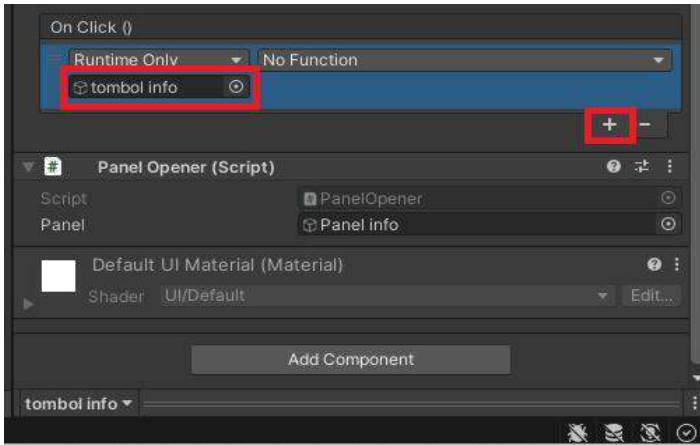 On Click ()
Runtime Only No Function
tombol info
+ -
# Panel Opener (Script)
Script # PanelOpener
Panel Panel info
Default UI Material (Material)
Shader UI/Default Edit...
Add Component
tombol info